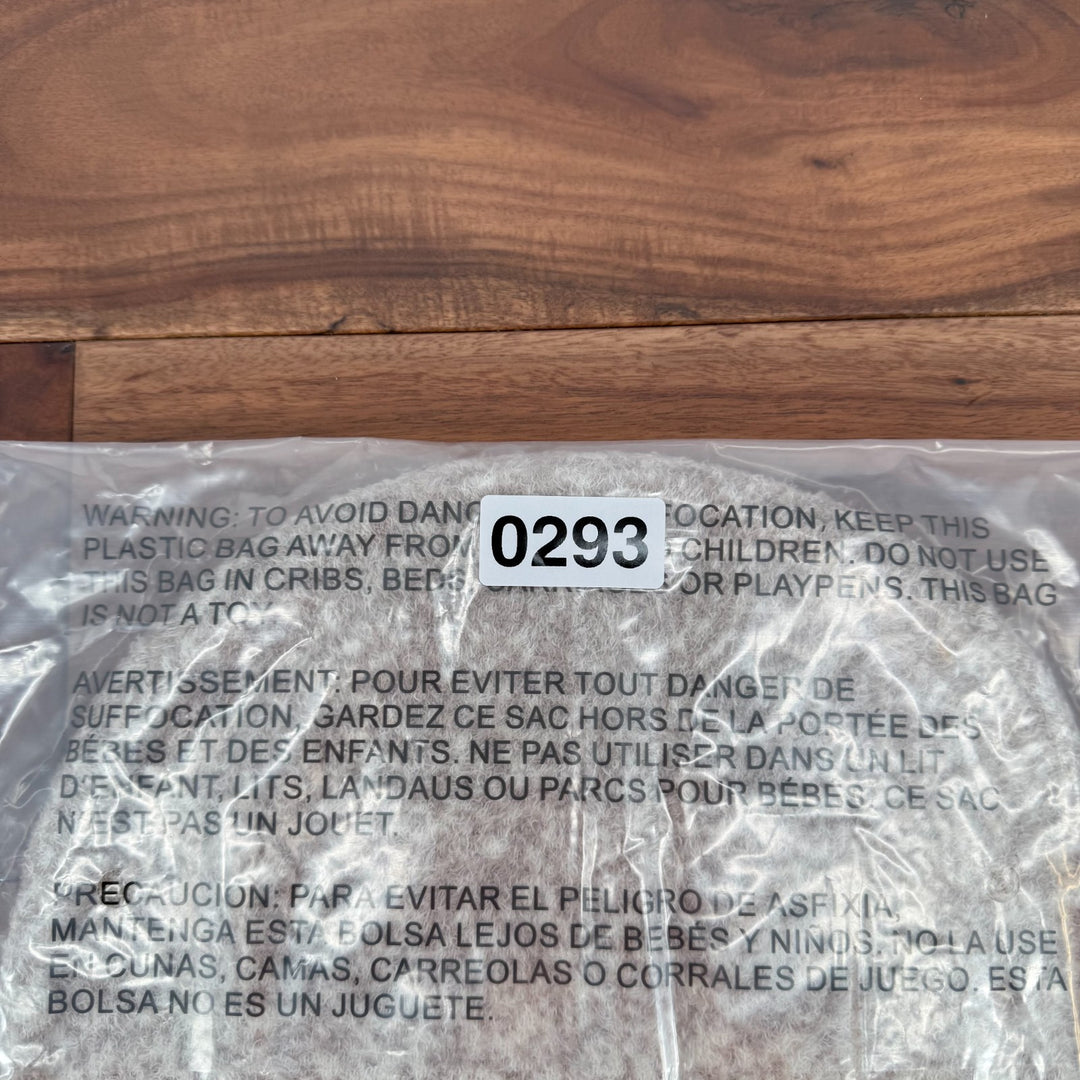 WARNING: TO AVOID DANG FOCATION, KEEP THIS
0293
PLASTIC BAG AWAY FROM CHILDREN. DO NOT USE
THIS BAG IN CRIBS, BEDS OR PLAYPENS. THIS BAG
IS NOT A TOY
AVERTISSEMENT: POUR EVITER TOUT DANGER DE
SUFFOCATION, GARDEZ CE SAC HORS DE LA PORTÉE DES
BÉBÉS ET DES ENFANTS. NE PAS UTILISER DANS UN LIT
D'ENFANT, LITS, LANDAUS OU PARCS POUR BÉBES. CE SAC
N'EST PAS UN JOUET.
PRECAUCIÓN: PARA EVITAR EL PELIGRO DE ASFIXIA,
MANTENGA ESTA BOLSA LEJOS DE BEBÉS Y NIÑOS. NO LA USE
EN CUNAS, CAMAS, CARREOLAS O CORRALES DE JUEGO. ESTA
BOLSA NO ES UN JUGUETE.